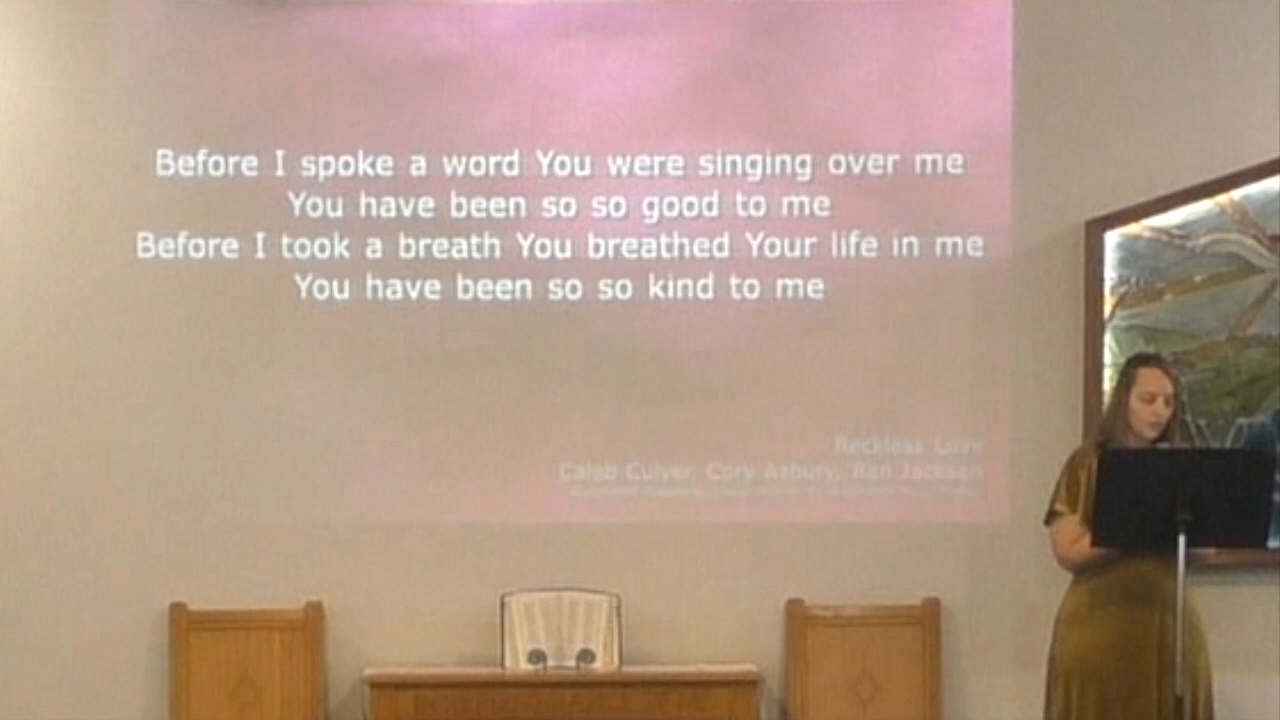 Before I spoke a word You were singing over me
You have been so so good to me
Before I took a breath You breathed Your life in me
You have been so so kind to me
Reckless Love
Caleb Culver, Cory Asbury, Ran Jackson